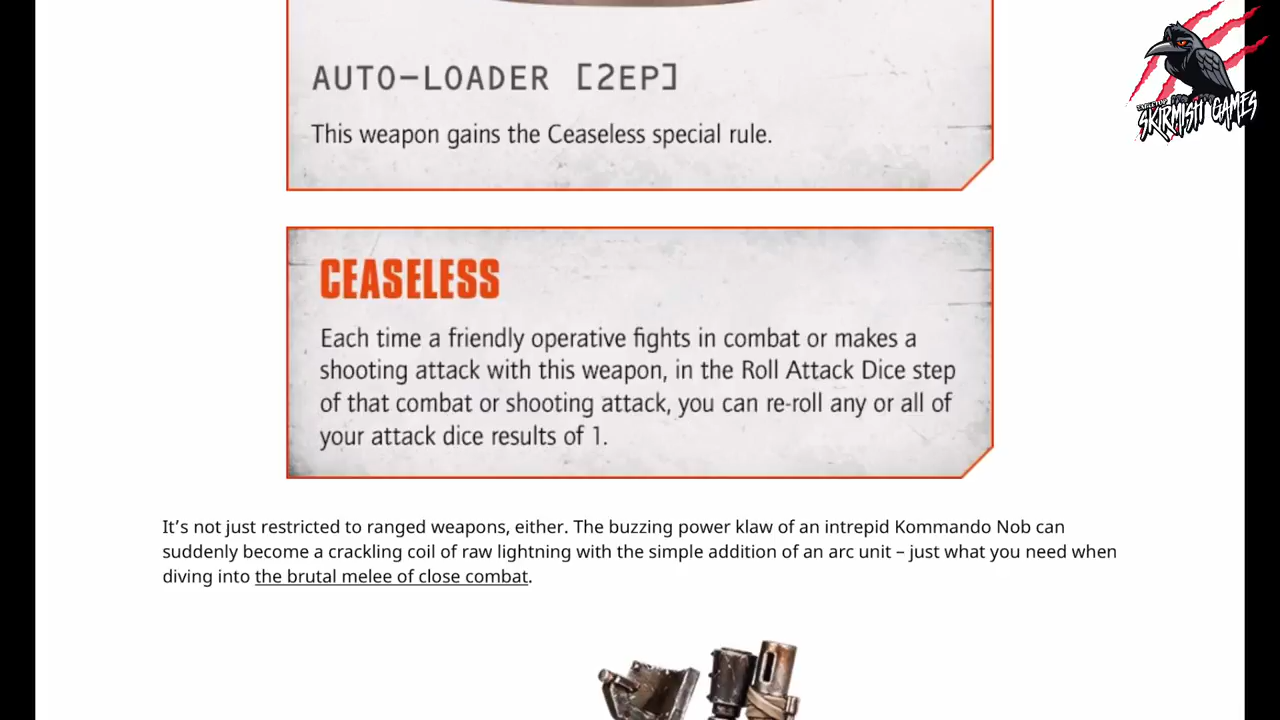 TABLETOP
SKIRMISH GAMES
AUTO-LOADER [2EP]
This weapon gains the Ceaseless special rule.
CEASELESS
Each time a friendly operative fights in combat or makes a
shooting attack with this weapon, in the Roll Attack Dice step
of that combat or shooting attack, you can re-roll any or all of
your attack dice results of 1.
It’s not just restricted to ranged weapons, either. The buzzing power klaw of an intrepid Kommando Nob can
suddenly become a crackling coil of raw lightning with the simple addition of an arc unit – just what you need when
diving into the brutal melee of close combat.